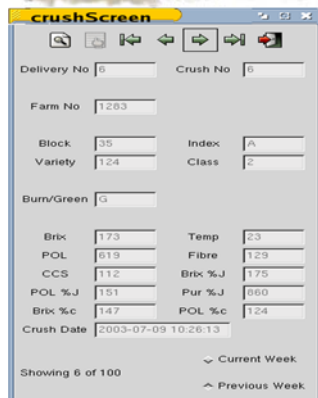 crushScreen
Delivery No 6 Crush No 6
Farm No 1283
Block 35 Index A
Variety 124 Class 2
Burn/Green G
Brix 173 Temp 23
POL 619 Fibre 129
CCS 112 Brix %J 175
POL %J 151 Pur %J 860
Brix %c 147 POL %c 124
Crush Date 2003-07-09 10:26:13
Current Week
Showing 6 of 100
Previous Week